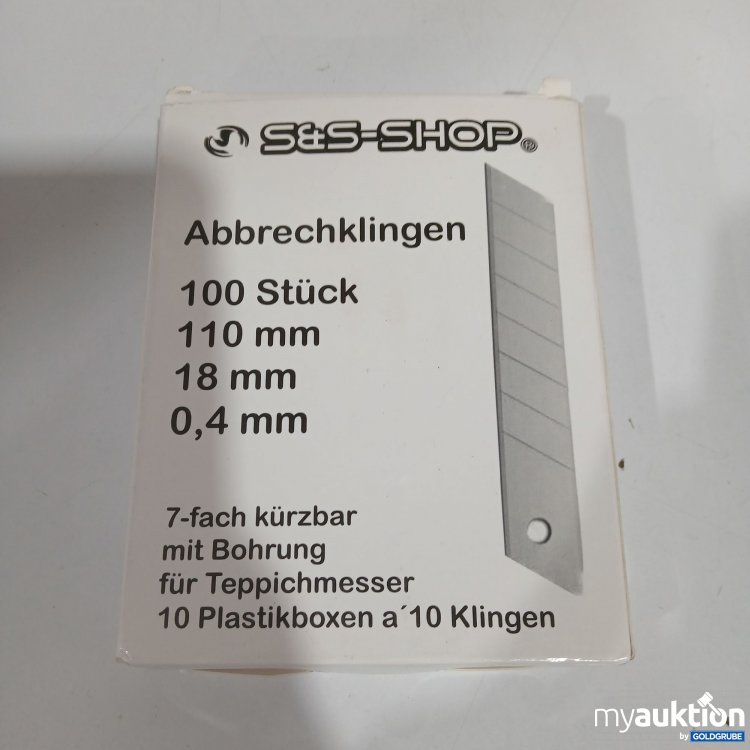 S&S-SHOP®
Abbrechklingen
100 Stück
110 mm
18 mm
0,4 mm
7-fach kürzbar
mit Bohrung
für Teppichmesser
10 Plastikboxen a´10 Klingen
myauktion
by GOLDGRUBE